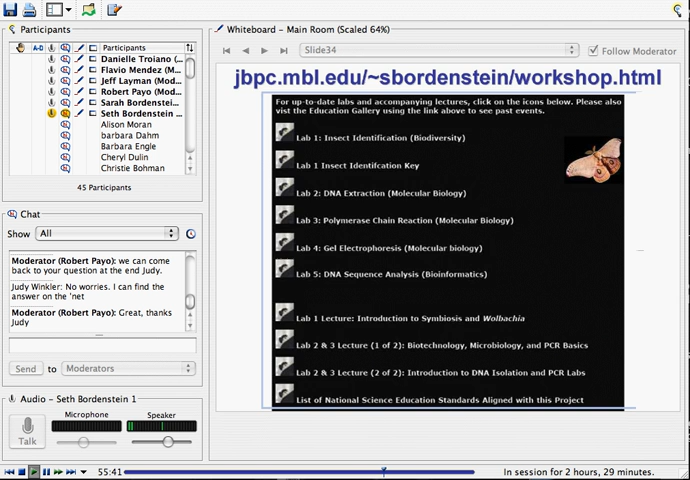 Participants
A-Ω
Participants
Danielle Troiano (...
Flavio Mendez (M...
Jeff Layman (M...
Robert Payo (M...
Sarah Bordenstei...
Seth Bordenstein ...
Alison Moran
barbara Dahm
Barbara Engle
Cheryl Dulin
Christie Bohman
45 Participants
Chat
Show All
Moderator (Robert Payo): we can come
back to your question at the end Judy.
Judy Winkler: No worries. I can find the
answer on the 'net
Moderator (Robert Payo): Great, thanks
Judy
Send to Moderators
Audio - Seth Bordenstein 1
Microphone Speaker
Talk
Whiteboard - Main Room (Scaled 64%)
Slide34 Follow Moderator
jbpc.mbl.edu/~sbordenstein/workshop.html
For up-to-date labs and accompanying lectures, click on the icons below. Please also
vist the Education Gallery using the link above to see past events.
Lab 1: Insect Identification (Biodiversity)
Lab 1 Insect Identifcation Key
Lab 2: DNA Extraction (Molecular Biology)
Lab 3: Polymerase Chain Reaction (Molecular Biology)
Lab 4: Gel Electrophoresis (Molecular biology)
Lab 5: DNA Sequence Analysis (Bioinformatics)
Lab 1 Lecture: Introduction to Symbiosis and Wolbachia
Lab 2 & 3 Lecture (1 of 2): Biotechnology, Microbiology, and PCR Basics
Lab 2 & 3 Lecture (2 of 2): Introduction to DNA Isolation and PCR Labs
List of National Science Education Standards Aligned with this Project
55:41
In session for 2 hours, 29 minutes.